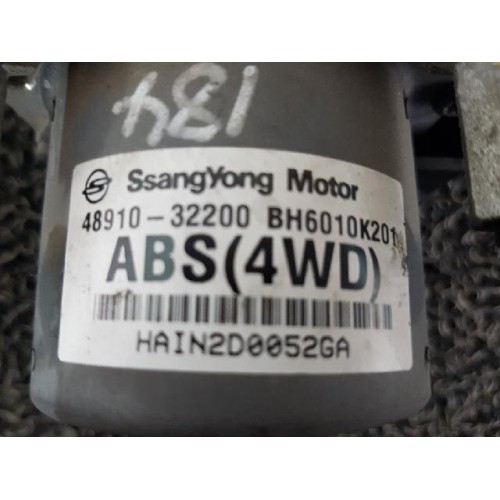 184
SsangYong Motor
48910-32200 BH6010K201
ABS(4WD)
HAIN2D0052GA